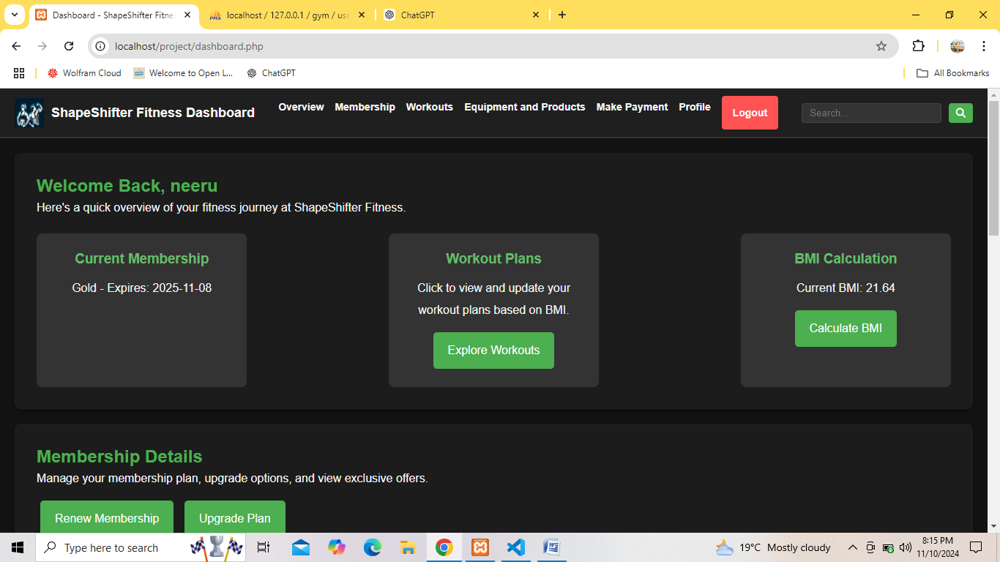 Dashboard - ShapeShifter Fitne
localhost / 127.0.0.1 / gym / use
ChatGPT
localhost/project/dashboard.php
Wolfram Cloud
Welcome to Open L...
ChatGPT
All Bookmarks
ShapeShifter Fitness Dashboard
Overview
Membership
Workouts
Equipment and Products
Make Payment
Profile
Logout
Search...
Welcome Back, neeru
Here's a quick overview of your fitness journey at ShapeShifter Fitness.
Current Membership
Gold - Expires: 2025-11-08
Workout Plans
Click to view and update your
workout plans based on BMI.
Explore Workouts
BMI Calculation
Current BMI: 21.64
Calculate BMI
Membership Details
Manage your membership plan, upgrade options, and view exclusive offers.
Renew Membership
Upgrade Plan
Type here to search
19°C Mostly cloudy
8:15 PM
11/10/2024